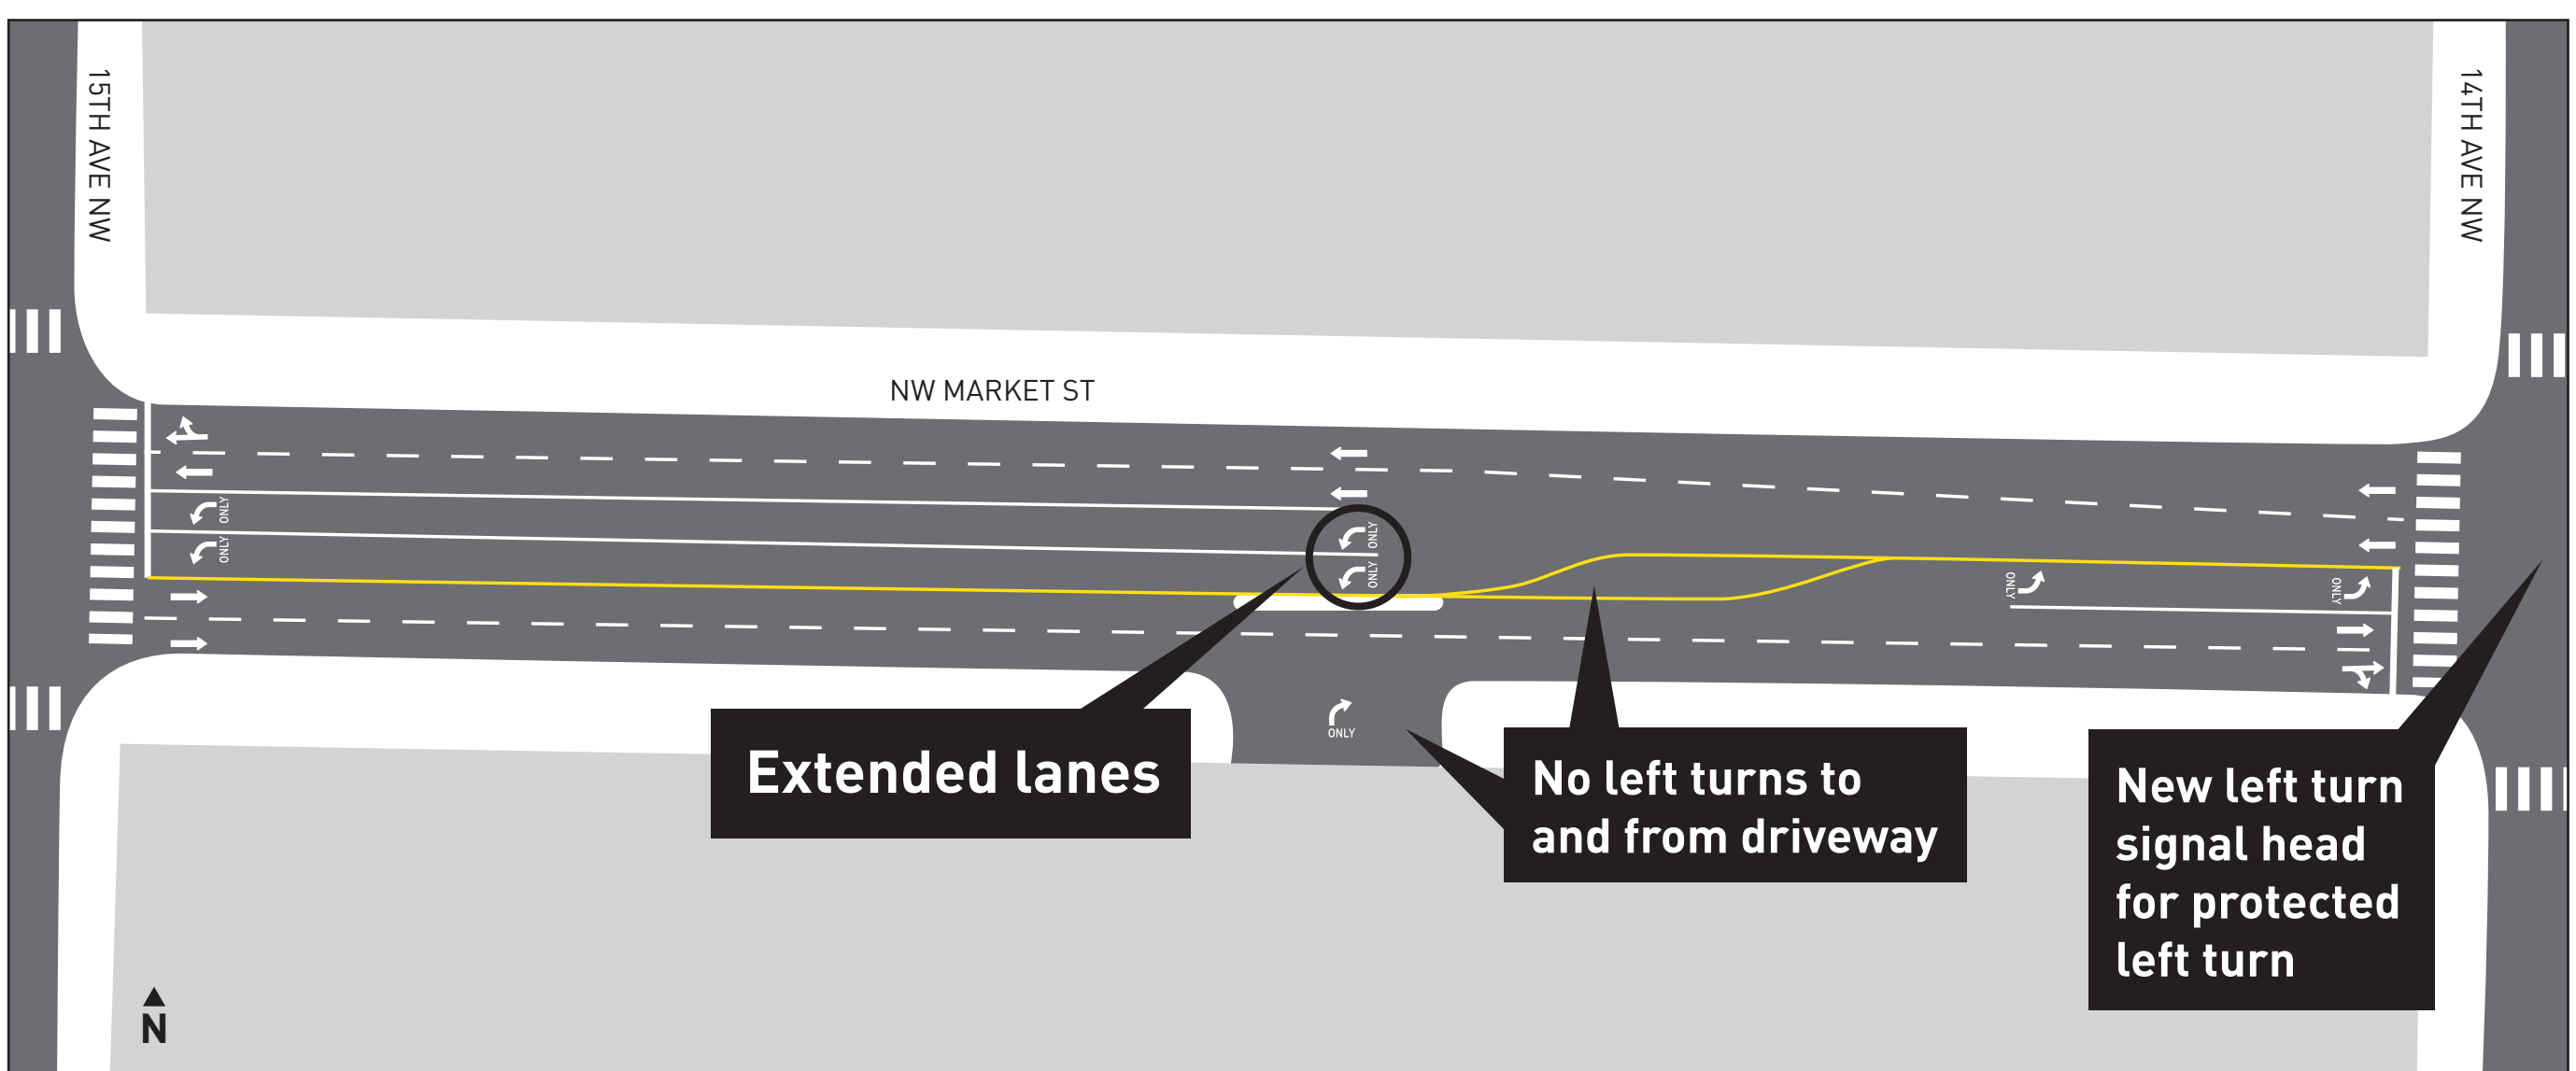 15TH AVE NW
14TH AVE NW
NW MARKET ST
ONLY
ONLY
ONLY
ONLY
ONLY
ONLY
ONLY
Extended lanes
No left turns to
and from driveway
New left turn
signal head
for protected
left turn
N